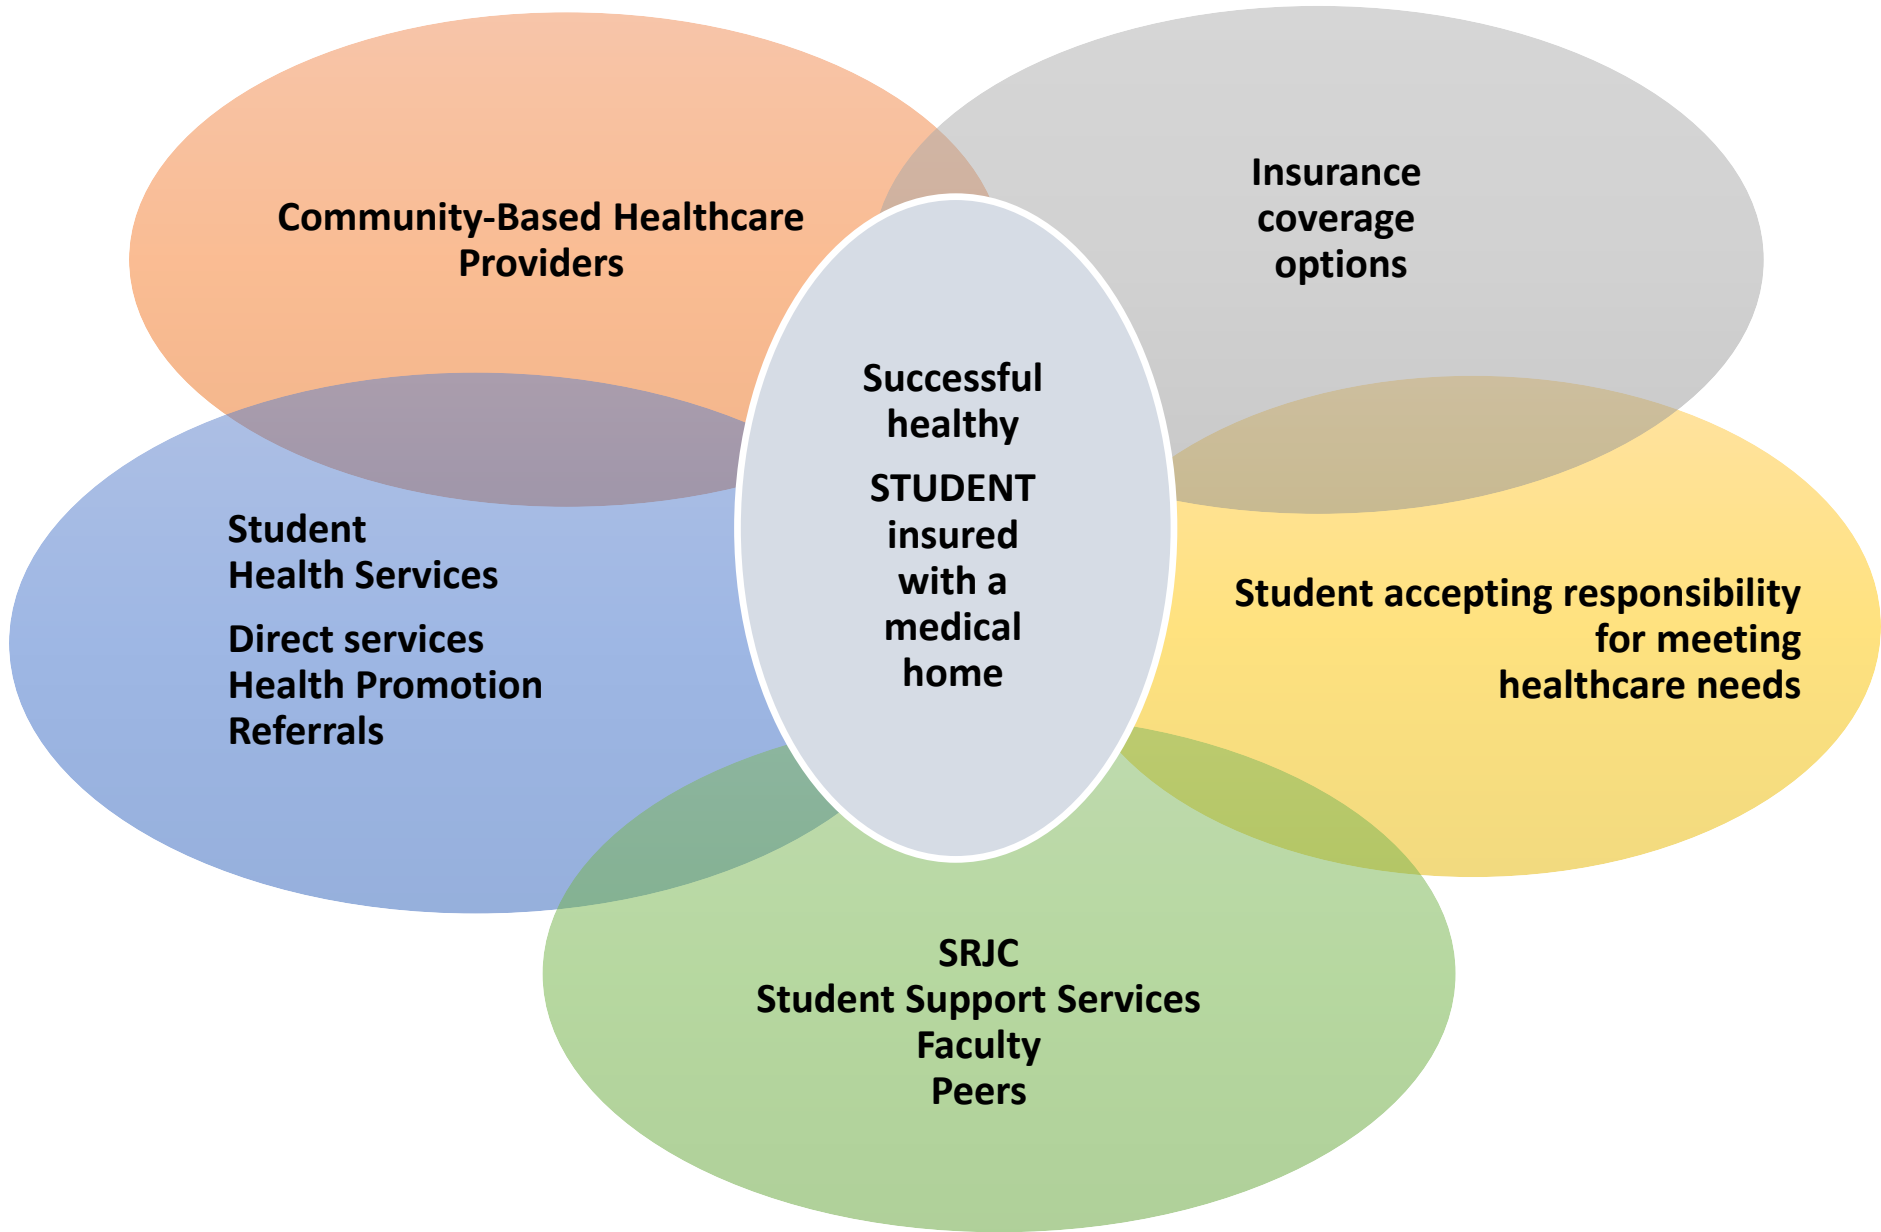 Community-Based Healthcare
Providers
Insurance
coverage
options
Successful
healthy
STUDENT
insured
with a
medical
home
Student
Health Services
Direct services
Health Promotion
Referrals
Student accepting responsibility
for meeting
healthcare needs
SRJC
Student Support Services
Faculty
Peers